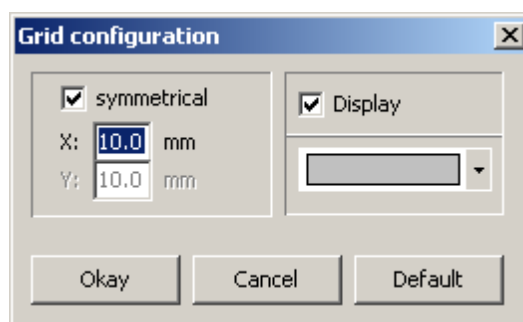 Grid configuration
symmetrical
X: 10.0 mm
Y: 10.0 mm
Display
Okay Cancel Default